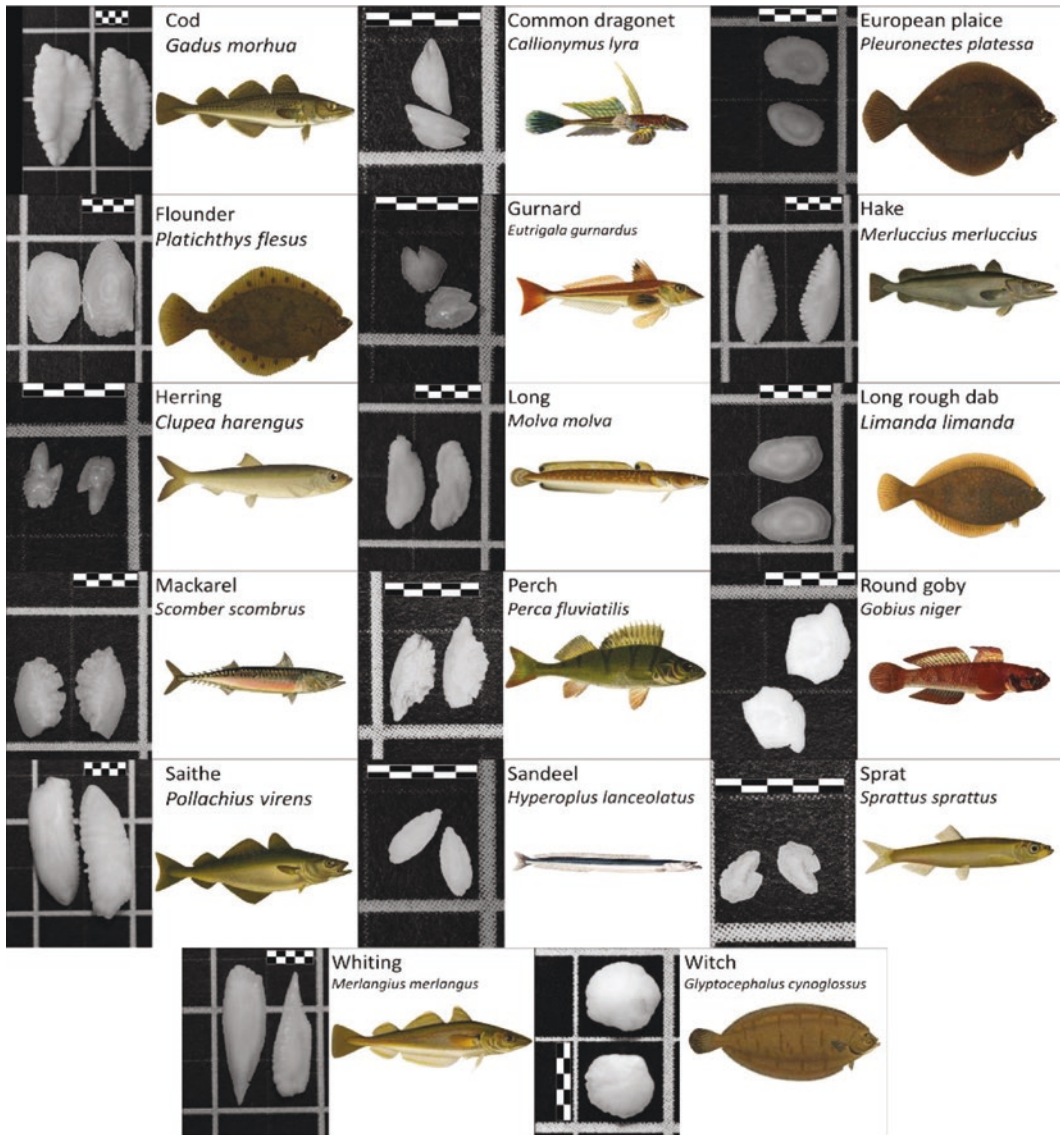 Cod
Gadus morhua
Common dragonet
Callionymus lyra
European plaice
Pleuronectes platessa
Flounder
Platichthys flesus
Gurnard
Eutrigala gurnardus
Hake
Merluccius merluccius
Herring
Clupea harengus
Long
Molva molva
Long rough dab
Limanda limanda
Mackarel
Scomber scombrus
Perch
Perca fluviatilis
Round goby
Gobius niger
Saithe
Pollachius virens
Sandeel
Hyperoplus lanceolatus
Sprat
Sprattus sprattus
Whiting
Merlangius merlangus
Witch
Glyptocephalus cynoglossus